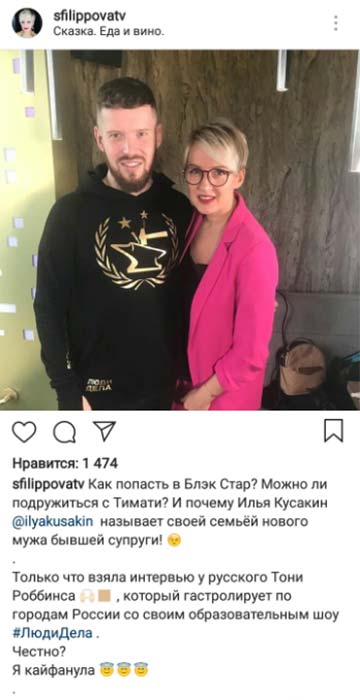 sfilippovatv
Сказка. Еда и вино.
ЛЮДИ
ДЕЛА
Нравится: 1 474
sfilippovatv Как попасть в Блэк Стар? Можно ли
подружиться с Тимати? И почему Илья Кусакин
@ilyakusakin называет своей семьёй нового
мужа бывшей супруги! 😉
.
Только что взяла интервью у русского Тони
Роббинса 🙌🏻🏼 , который гастролирует по
городам России со своим образовательным шоу
#ЛюдиДела .
Честно?
Я кайфанула 😇😇😇
.